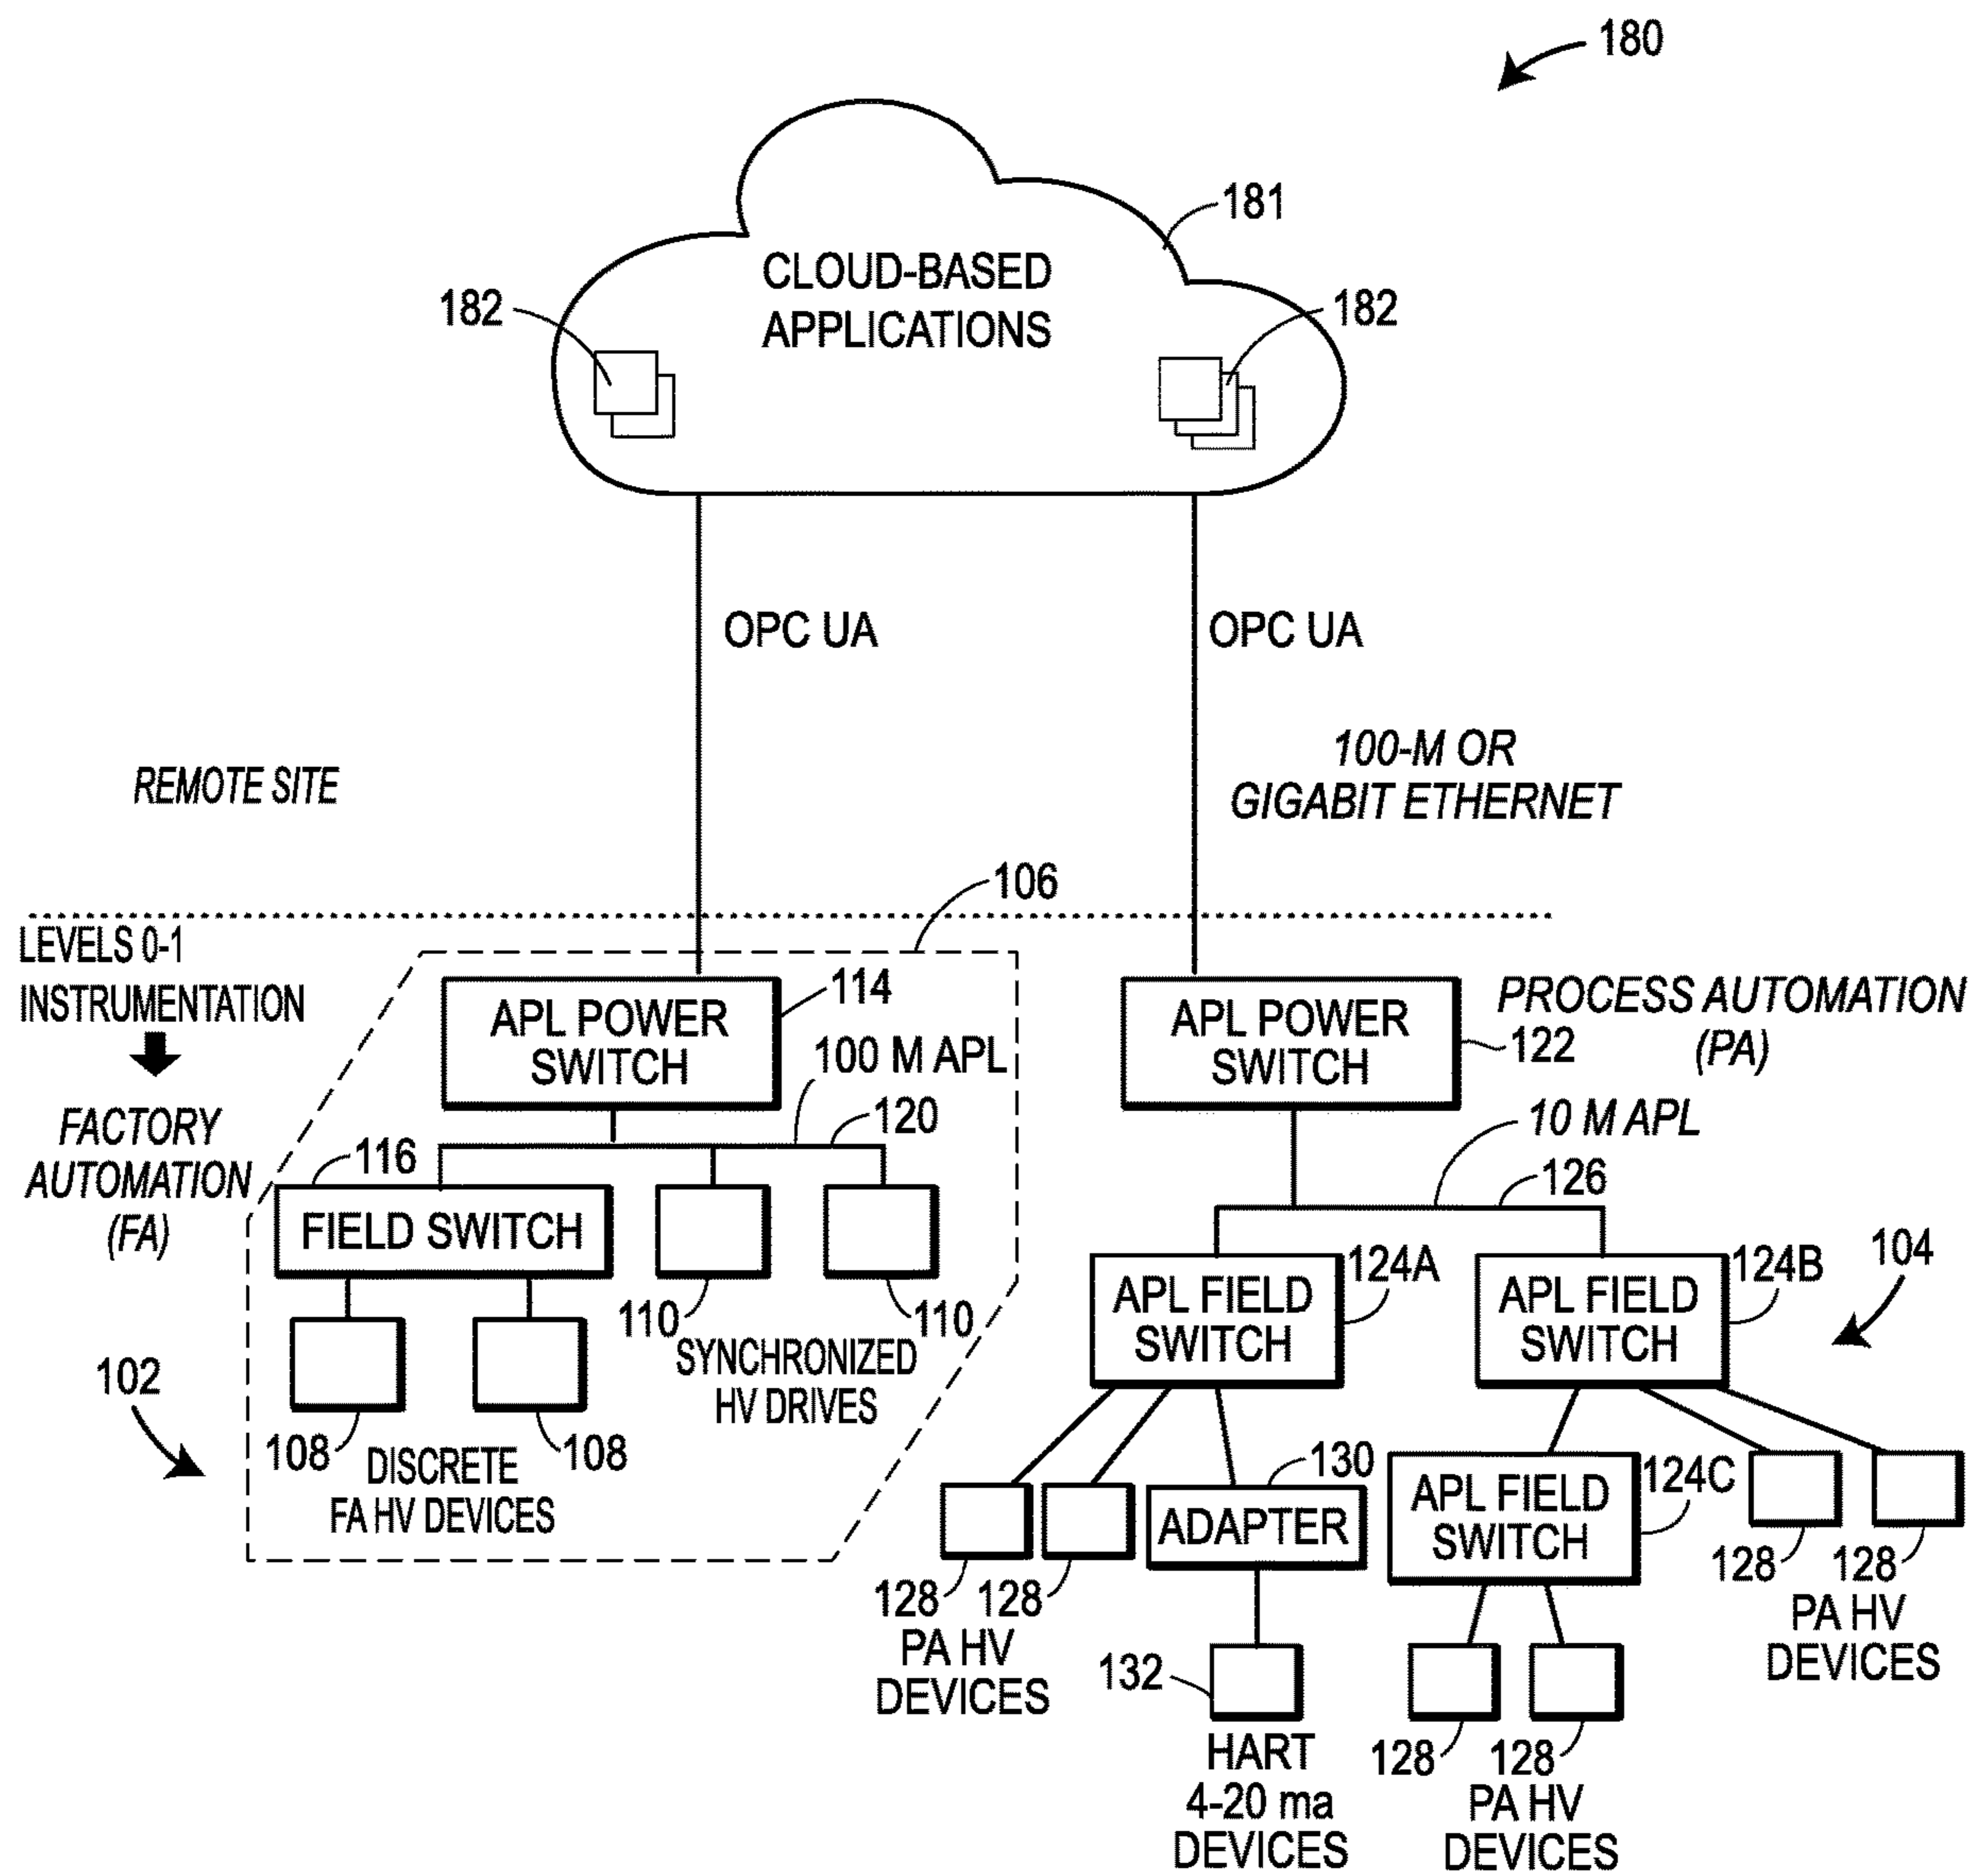 180
181
CLOUD-BASED
APPLICATIONS
182
182
OPC UA
OPC UA
100-M OR
GIGABIT ETHERNET
REMOTE SITE
106
LEVELS 0-1
INSTRUMENTATION
APL POWER
SWITCH
114
APL POWER
SWITCH
122
PROCESS AUTOMATION
(PA)
100 M APL
120
10 M APL
126
FACTORY
AUTOMATION
(FA)
116
FIELD SWITCH
110
110
SYNCHRONIZED
HV DRIVES
102
108
108
DISCRETE
FA HV DEVICES
APL FIELD
SWITCH
124A
APL FIELD
SWITCH
124B
104
130
ADAPTER
APL FIELD
SWITCH
124C
128
128
PA HV
DEVICES
128
128
PA HV
DEVICES
132
HART
4-20 ma
DEVICES
128
128
PA HV
DEVICES